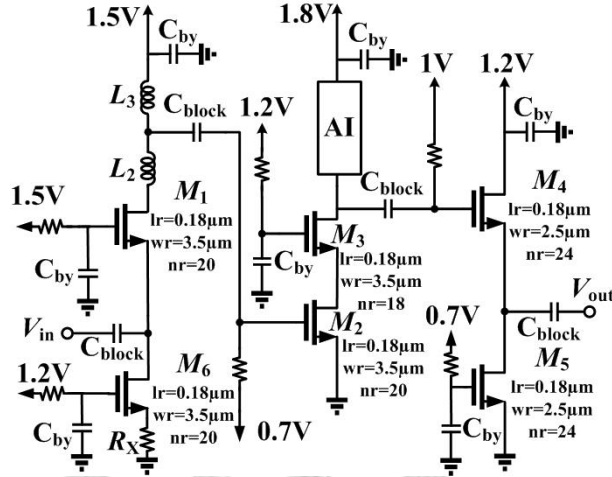 1.5V
C_by
L_3
C_block
L_2
1.5V
M_1
lr=0.18µm
wr=3.5µm
nr=20
C_by
V_in
C_block
1.2V
M_6
lr=0.18µm
wr=3.5µm
nr=20
C_by
R_X
0.7V
1.8V
C_by
1.2V
AI
C_block
M_3
lr=0.18µm
wr=3.5µm
nr=18
C_by
M_2
lr=0.18µm
wr=3.5µm
nr=20
1V
1.2V
C_by
M_4
lr=0.18µm
wr=2.5µm
nr=24
V_out
C_block
0.7V
M_5
lr=0.18µm
wr=2.5µm
nr=24
C_by